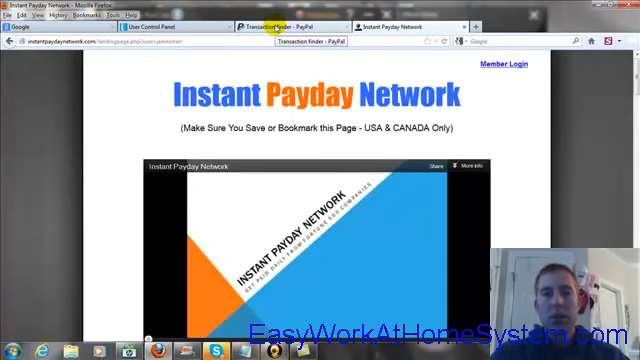 Instant Payday Network - Mozilla Firefox
File Edit View History Bookmarks Tools Help
Google
User Control Panel
Transaction finder - PayPal
Instant Payday Network
instantpaydaynetwork.com
Google
Transaction finder - PayPal
Member Login
Instant Payday Network
(Make Sure You Save or Bookmark this Page - USA & CANADA Only)
Instant Payday Network
Share
More info
INSTANT PAYDAY NETWORK
GET PAID DAILY FROM FORTUNE 500 COMPANIES
EasyWorkAtHomeSystem.com